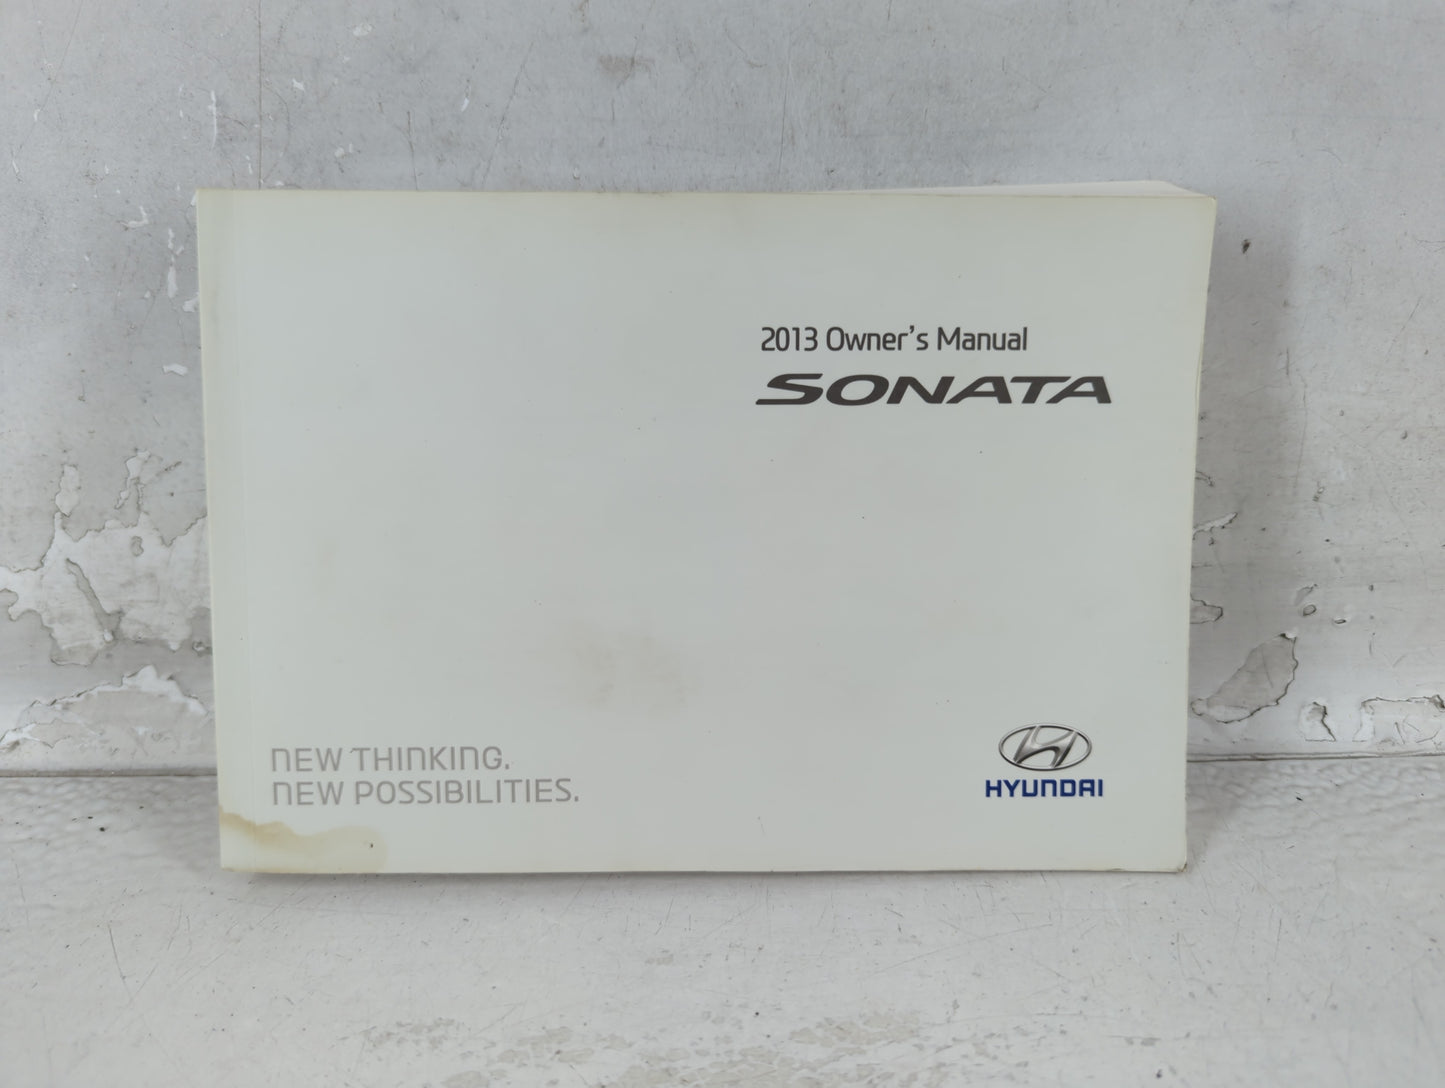 2013 Owner's Manual
SONATA
NEW THINKING.
NEW POSSIBILITIES.
HYUNDAI